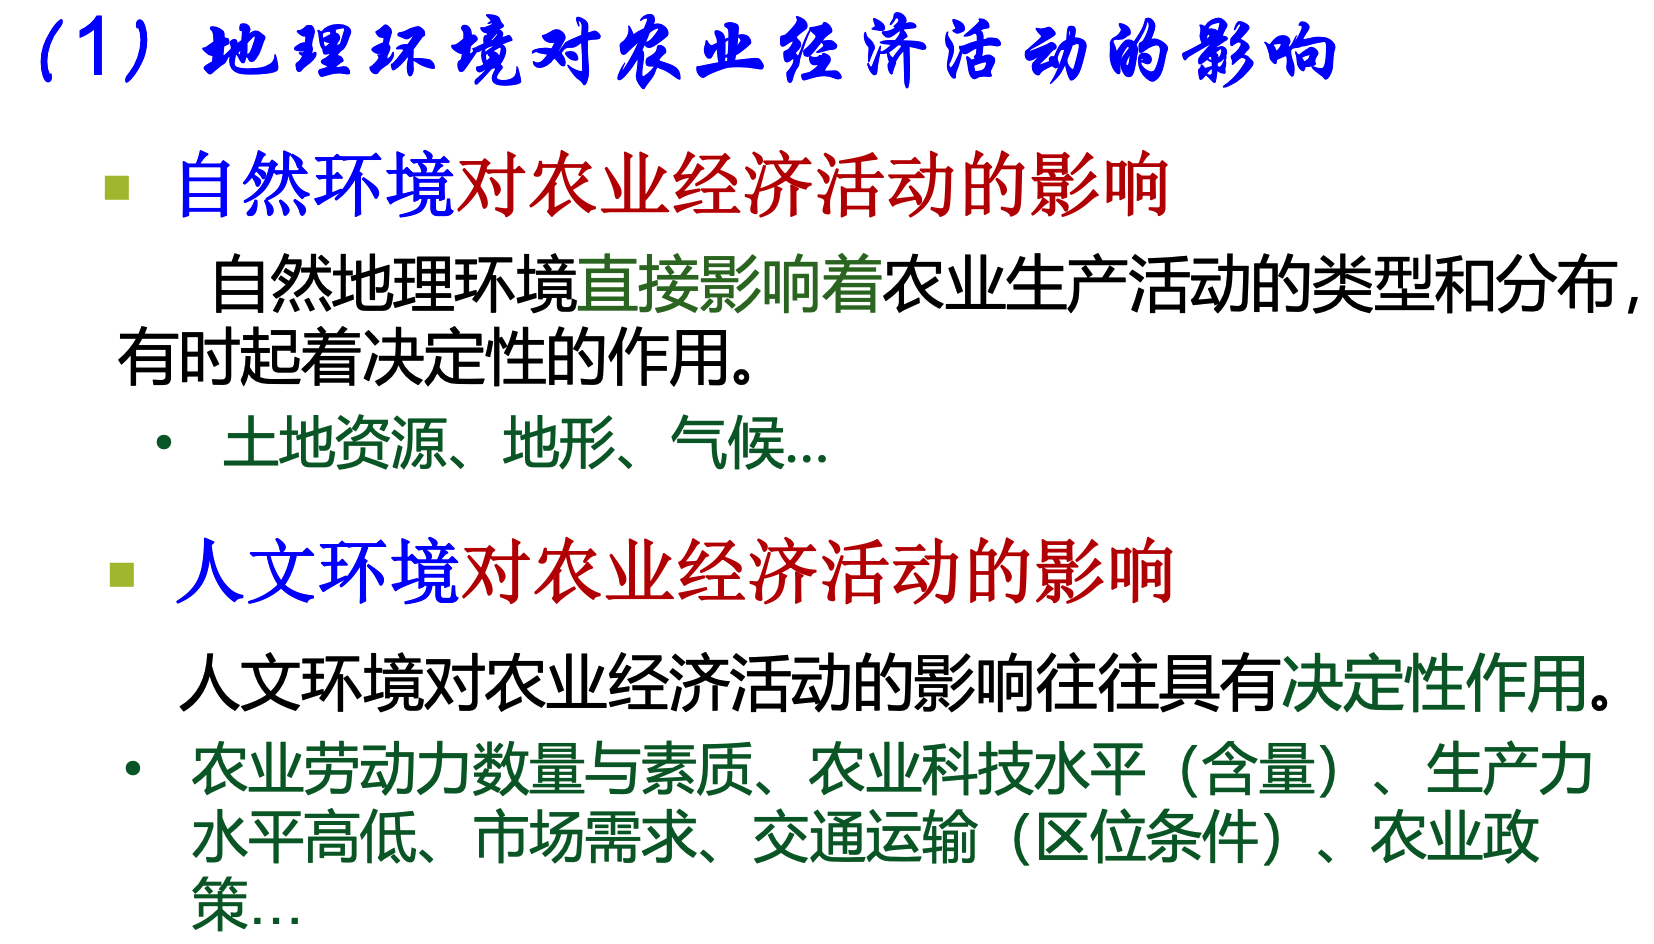 （1）地理环境对农业经济活动的影响
■ 自然环境对农业经济活动的影响
自然地理环境直接影响着农业生产活动的类型和分布，
有时起着决定性的作用。
• 土地资源、地形、气候...
■ 人文环境对农业经济活动的影响
人文环境对农业经济活动的影响往往具有决定性作用。
• 农业劳动力数量与素质、农业科技水平（含量）、生产力
水平高低、市场需求、交通运输（区位条件）、农业政
策…